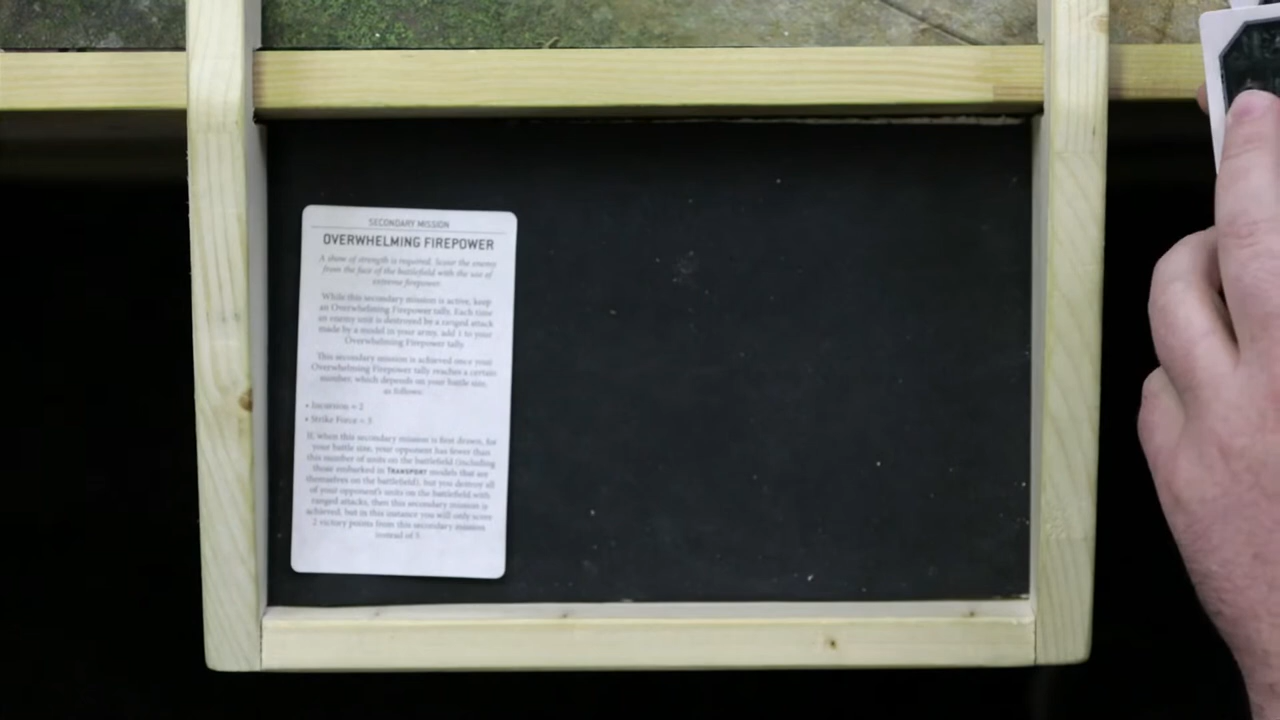 SECONDARY MISSION
OVERWHELMING FIREPOWER
A show of strength is required. Scour the enemy
from the face of the battlefield with the use of
extreme firepower.
While this secondary mission is active, keep
an Overwhelming Firepower tally. Each time
an enemy unit is destroyed by a ranged attack
made by a model in your army, add 1 to your
Overwhelming Firepower tally.
This secondary mission is achieved once your
Overwhelming Firepower tally reaches a certain
number, which depends on your battle size,
as follows:
• Incursion = 2
• Strike Force = 3
If, when this secondary mission is first drawn, for
your battle size, your opponent has fewer than
this number of units on the battlefield (including
those embarked in TRANSPORT models that are
themselves on the battlefield), but you destroy all
of your opponent's units on the battlefield with
ranged attacks, then this secondary mission is
achieved, but in this instance you will only score
2 victory points from this secondary mission
instead of 5.